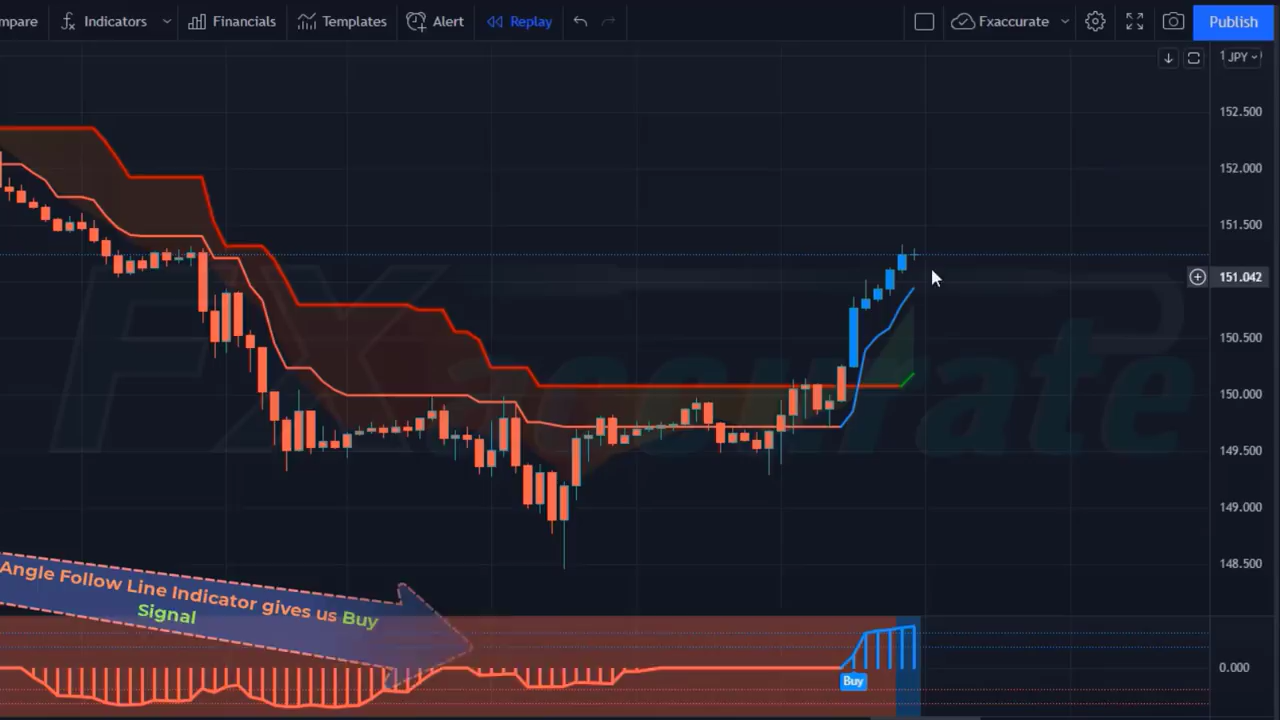 mpare
Indicators
Financials
Templates
Alert
Replay
Fxaccurate
Publish
JPY
152.500
152.000
151.500
151.042
150.500
150.000
149.500
149.000
148.500
FXaccurate
Angle Follow Line Indicator gives us Buy
Signal
Buy
0.000